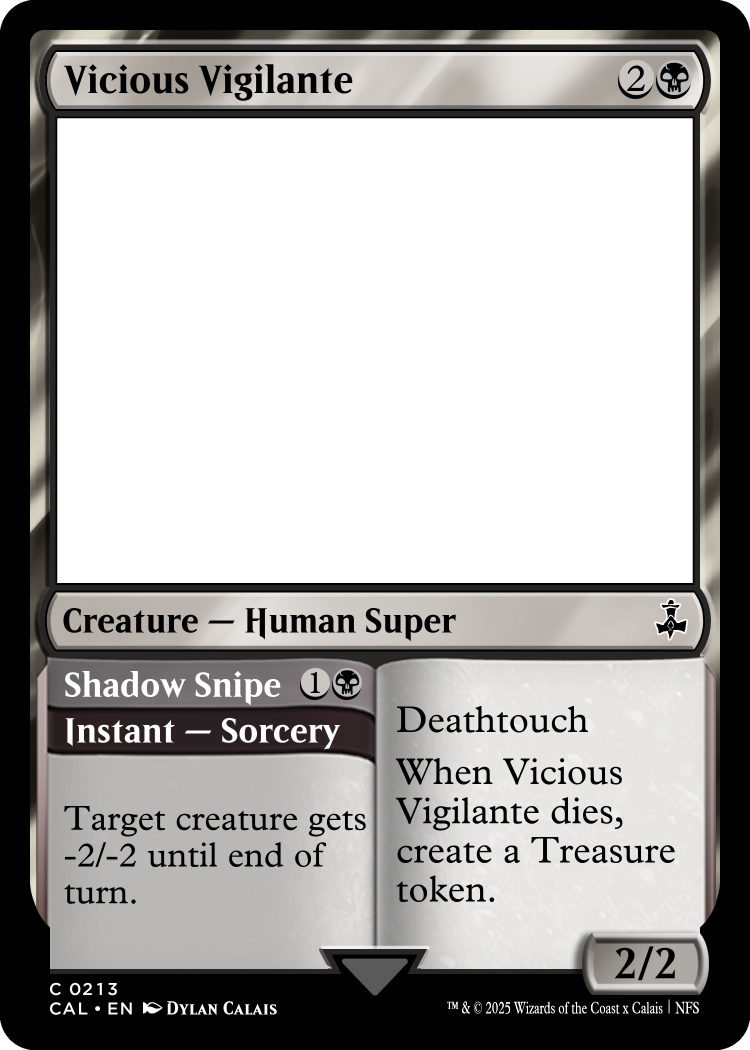 Vicious Vigilante 2
Creature — Human Super
Shadow Snipe 1
Instant — Sorcery
Target creature gets
-2/-2 until end of
turn.
Deathtouch
When Vicious
Vigilante dies,
create a Treasure
token.
2/2
C 0213
CAL • EN DYLAN CALAIS
™ & © 2025 Wizards of the Coast x Calais | NFS